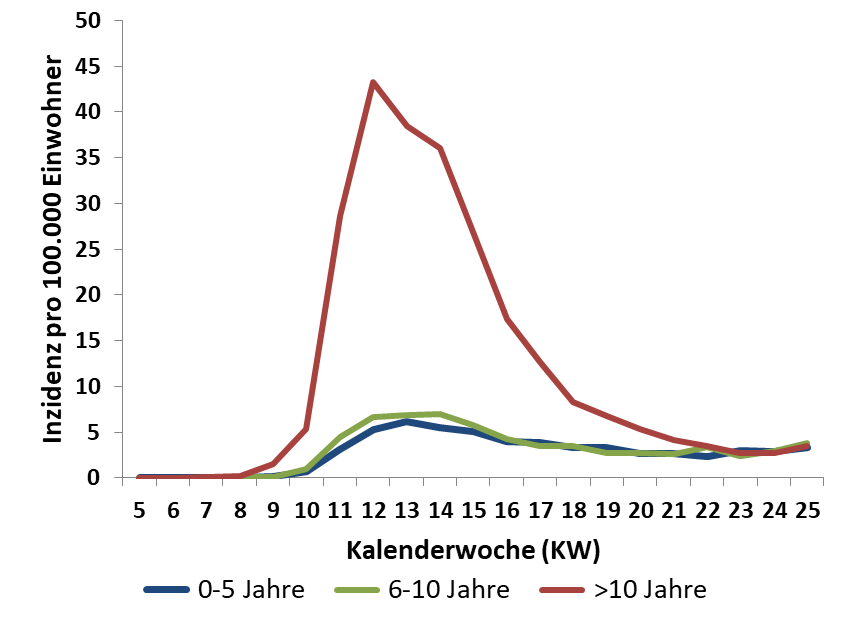 50
45
40
35
30
25
20
15
10
5
0
Inzidenz pro 100.000 Einwohner
5 6 7 8 9 10 11 12 13 14 15 16 17 18 19 20 21 22 23 24 25
Kalenderwoche (KW)
0-5 Jahre 6-10 Jahre >10 Jahre